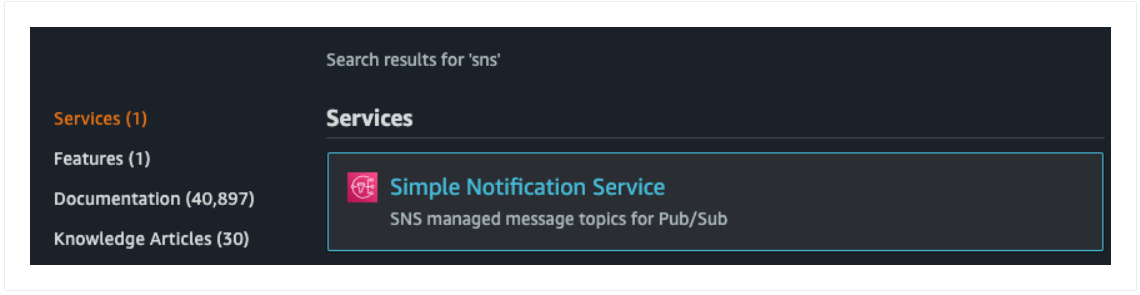 Search results for 'sns'
Services (1)
Features (1)
Documentation (40,897)
Knowledge Articles (30)
Services
Simple Notification Service
SNS managed message topics for Pub/Sub